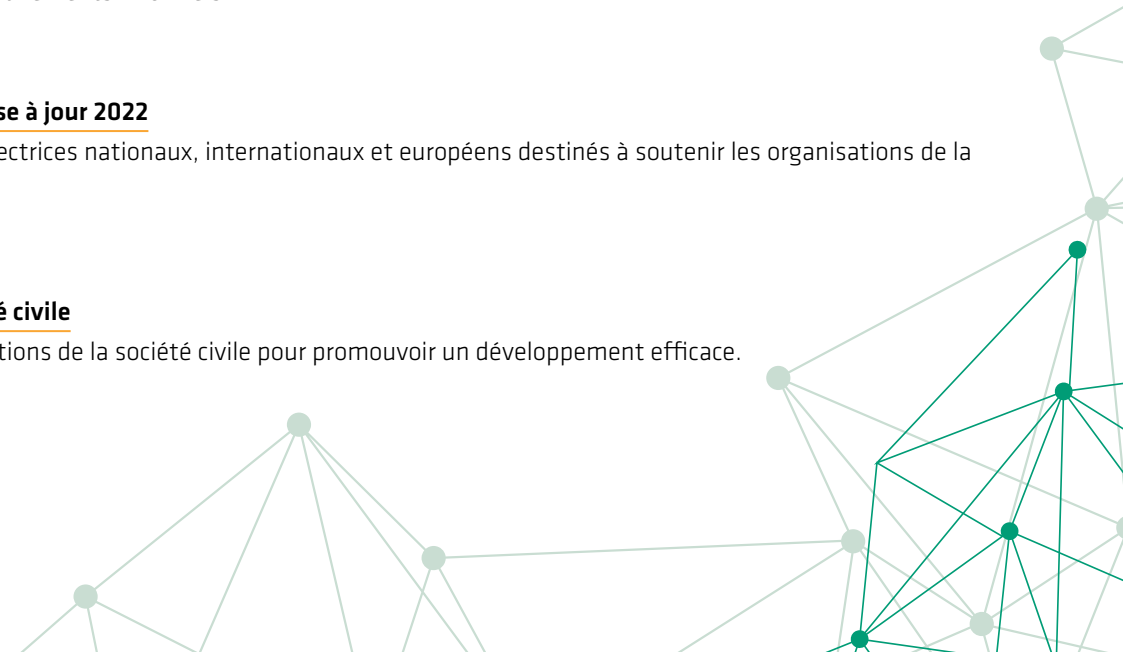 se à jour 2022
ectrices nationaux, internationaux et européens destinés à soutenir les organisations de la
é civile
tions de la société civile pour promouvoir un développement efficace.